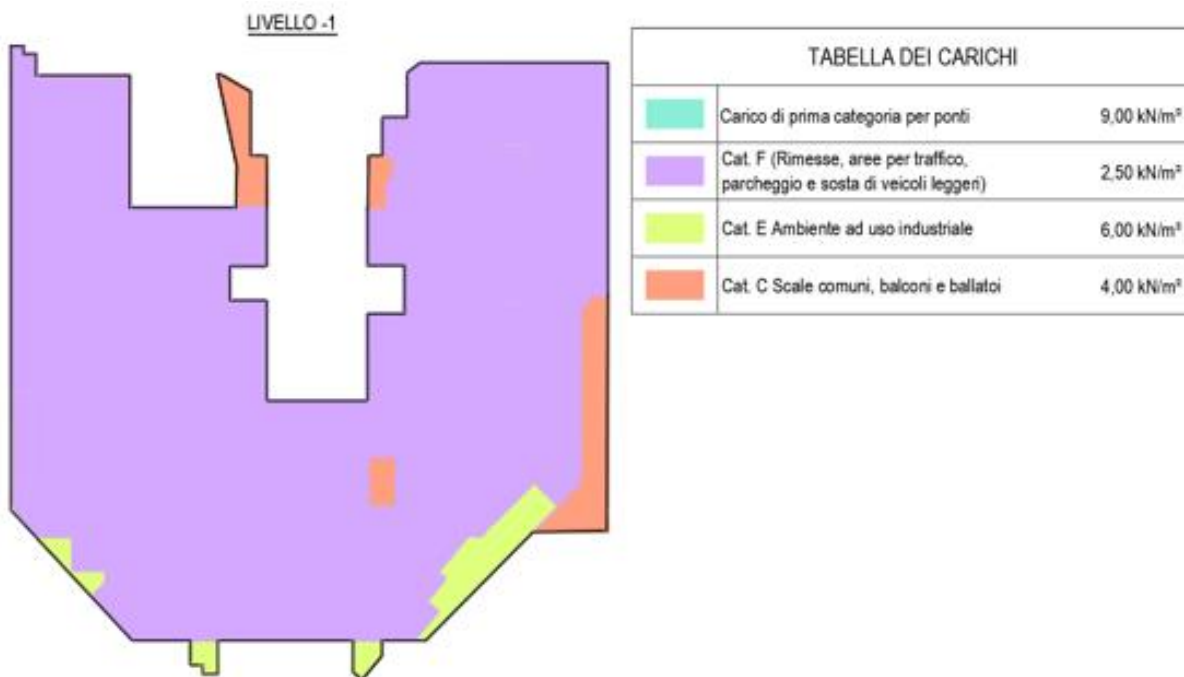 LIVELLO -1
TABELLA DEI CARICHI
Carico di prima categoria per ponti 9,00 kN/m²
Cat. F (Rimesse, aree per traffico,
parcheggio e sosta di veicoli leggeri) 2,50 kN/m²
Cat. E Ambiente ad uso industriale 6,00 kN/m²
Cat. C Scale comuni, balconi e ballatoi 4,00 kN/m²